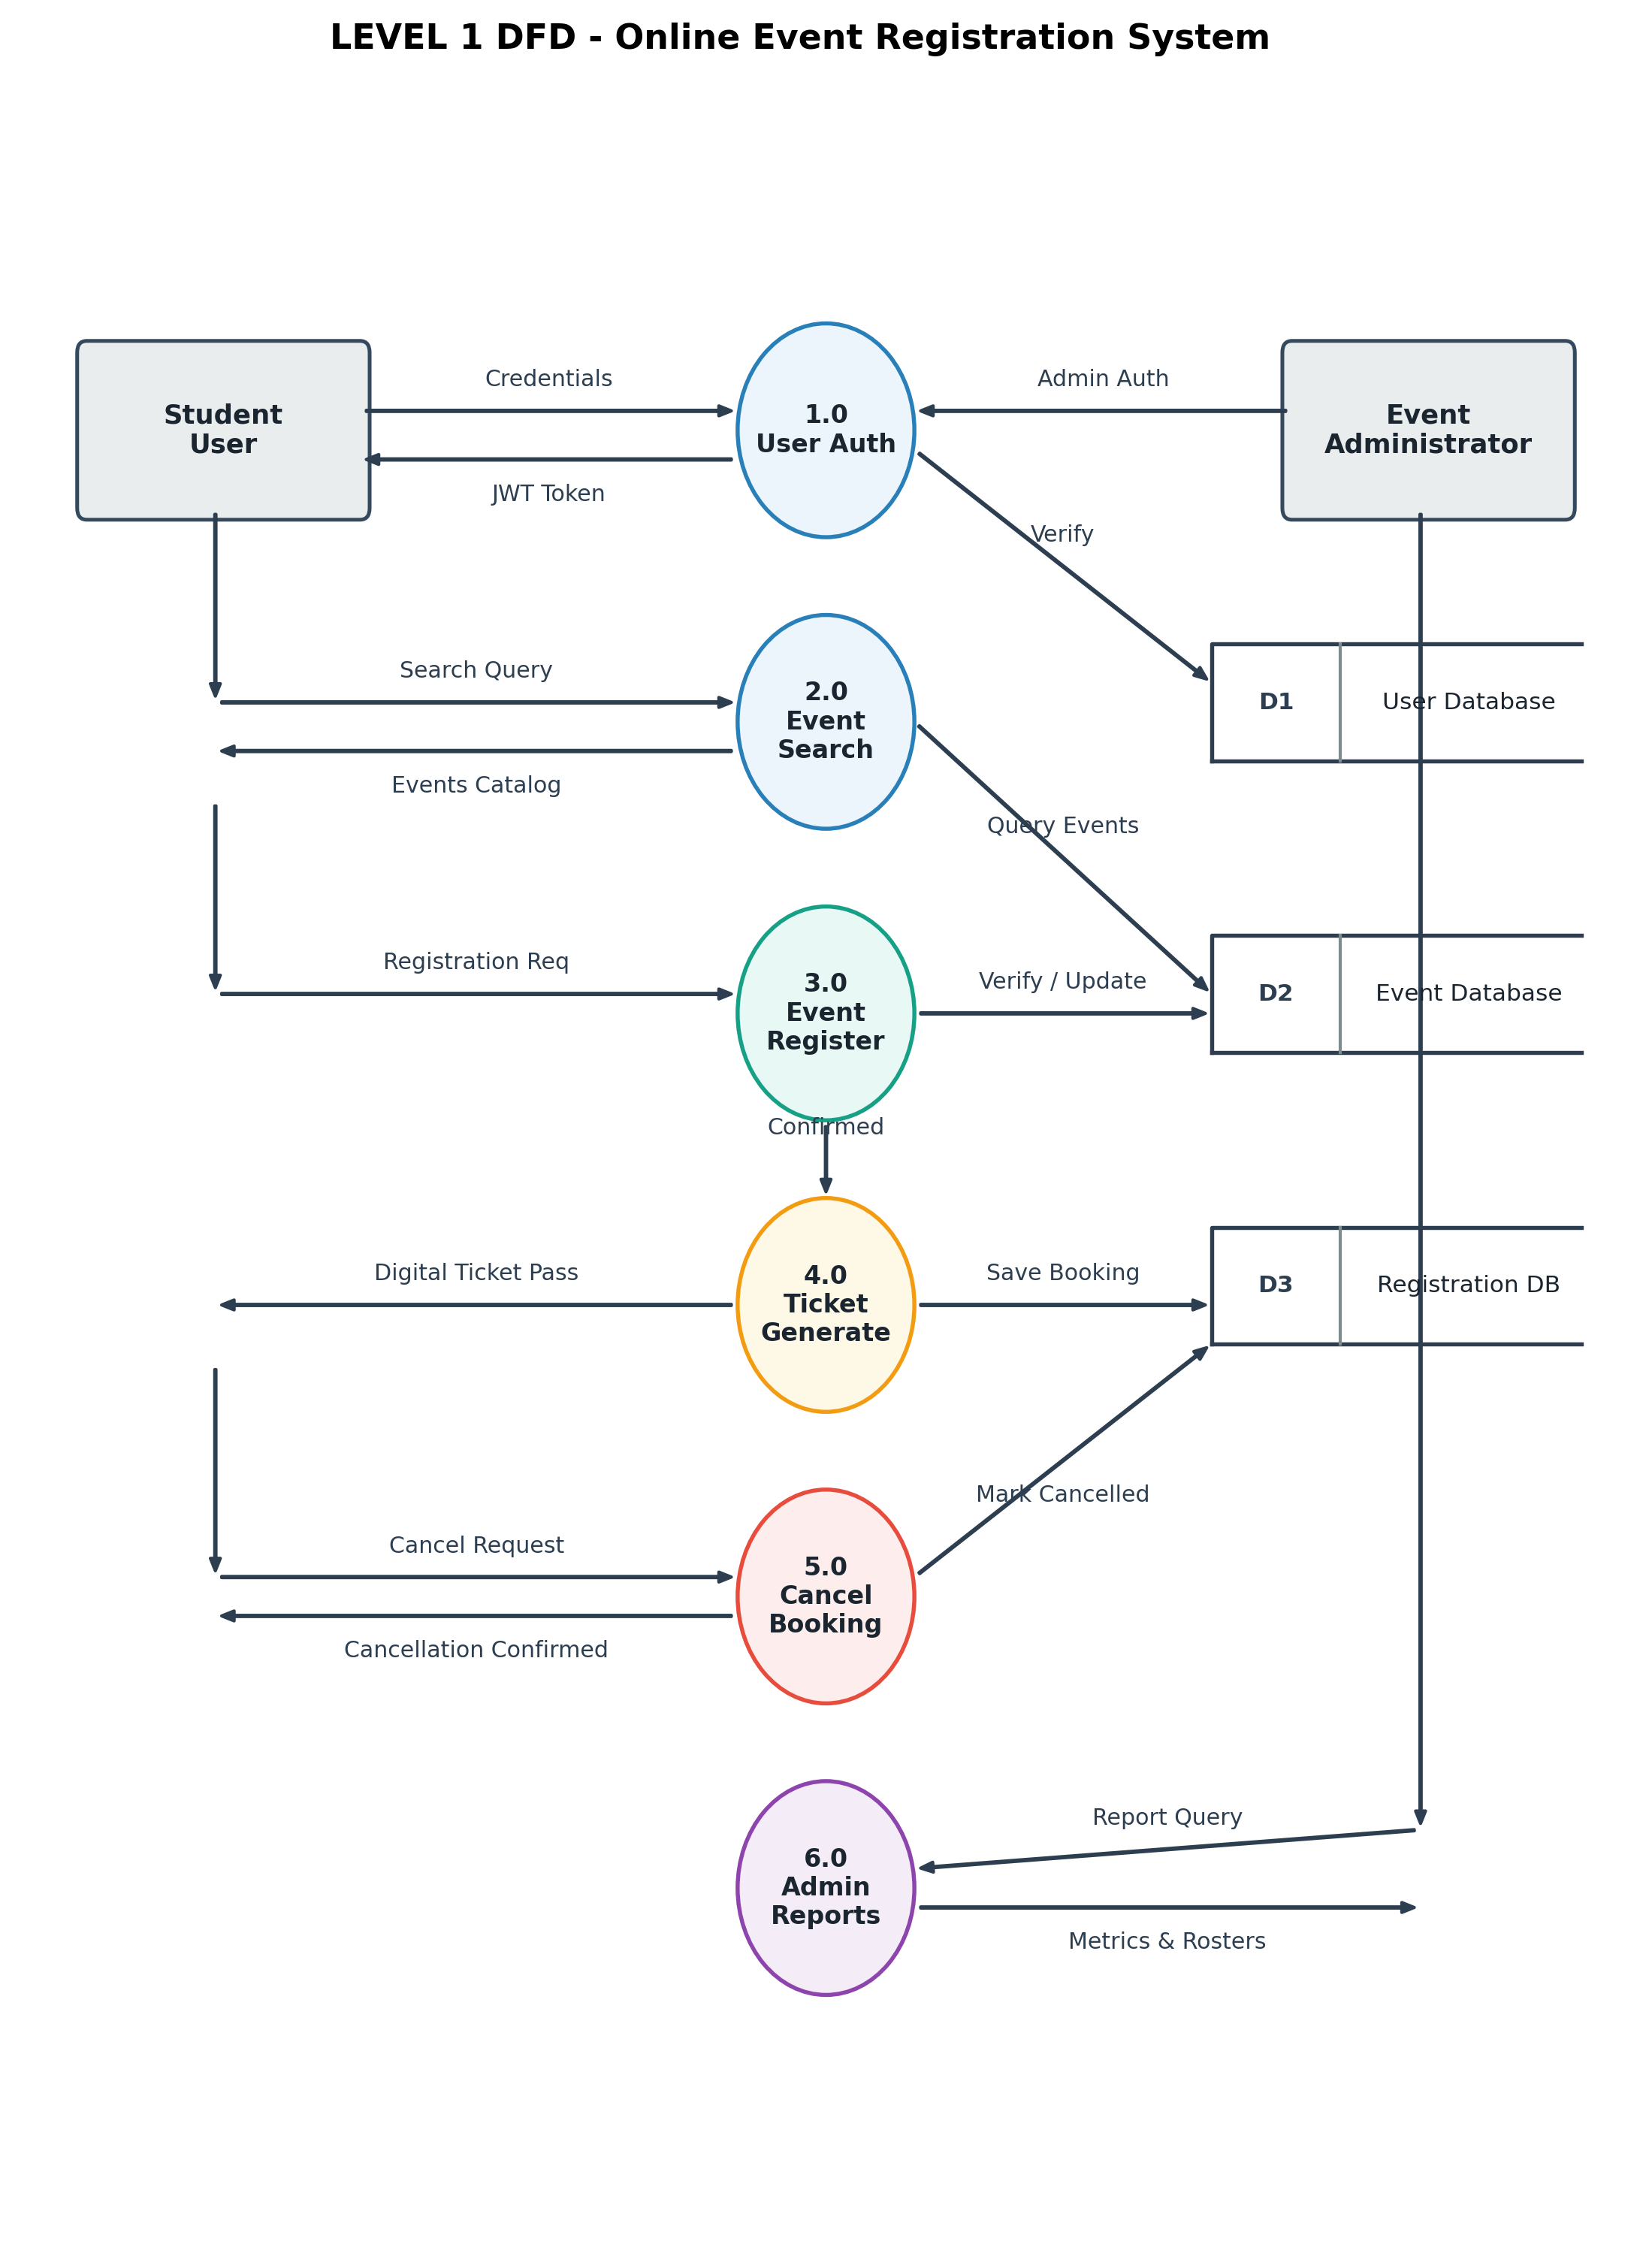 LEVEL 1 DFD - Online Event Registration System
Student
User
Credentials
JWT Token
1.0
User Auth
Admin Auth
Event
Administrator
Verify
Search Query
Events Catalog
2.0
Event
Search
D1
User Database
Query Events
Registration Req
3.0
Event
Register
Verify / Update
D2
Event Database
Confirmed
Digital Ticket Pass
4.0
Ticket
Generate
Save Booking
D3
Registration DB
Mark Cancelled
Cancel Request
Cancellation Confirmed
5.0
Cancel
Booking
6.0
Admin
Reports
Report Query
Metrics & Rosters